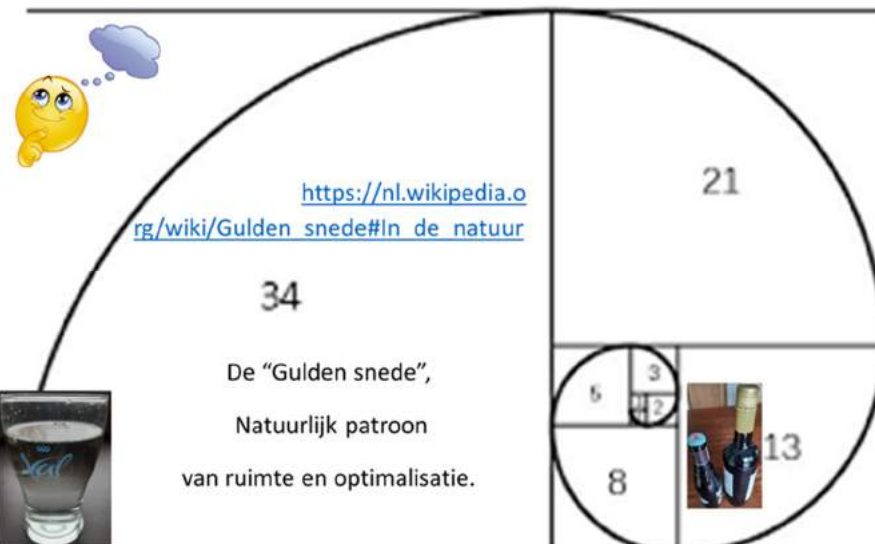 https://nl.wikipedia.o
rg/wiki/Gulden_snede#In_de_natuur
21
34
De “Gulden snede”,
Natuurlijk patroon
van ruimte en optimalisatie.
5
3
2
8
13